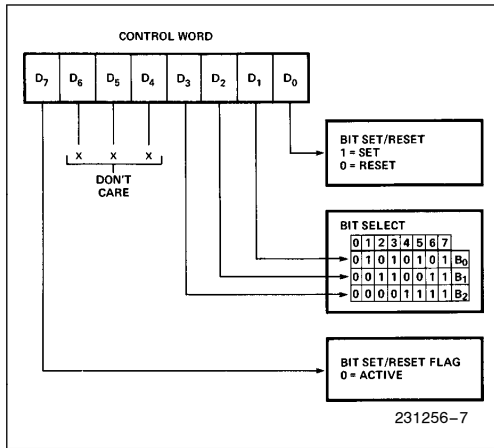 CONTROL WORD
D7 D6 D5 D4 D3 D2 D1 D0
X X X
DON'T
CARE
BIT SET/RESET
1 = SET
0 = RESET
BIT SELECT
0 1 2 3 4 5 6 7
0 1 0 1 0 1 0 1 B0
0 0 1 1 0 0 1 1 B1
0 0 0 0 1 1 1 1 B2
BIT SET/RESET FLAG
0 = ACTIVE
231256–7